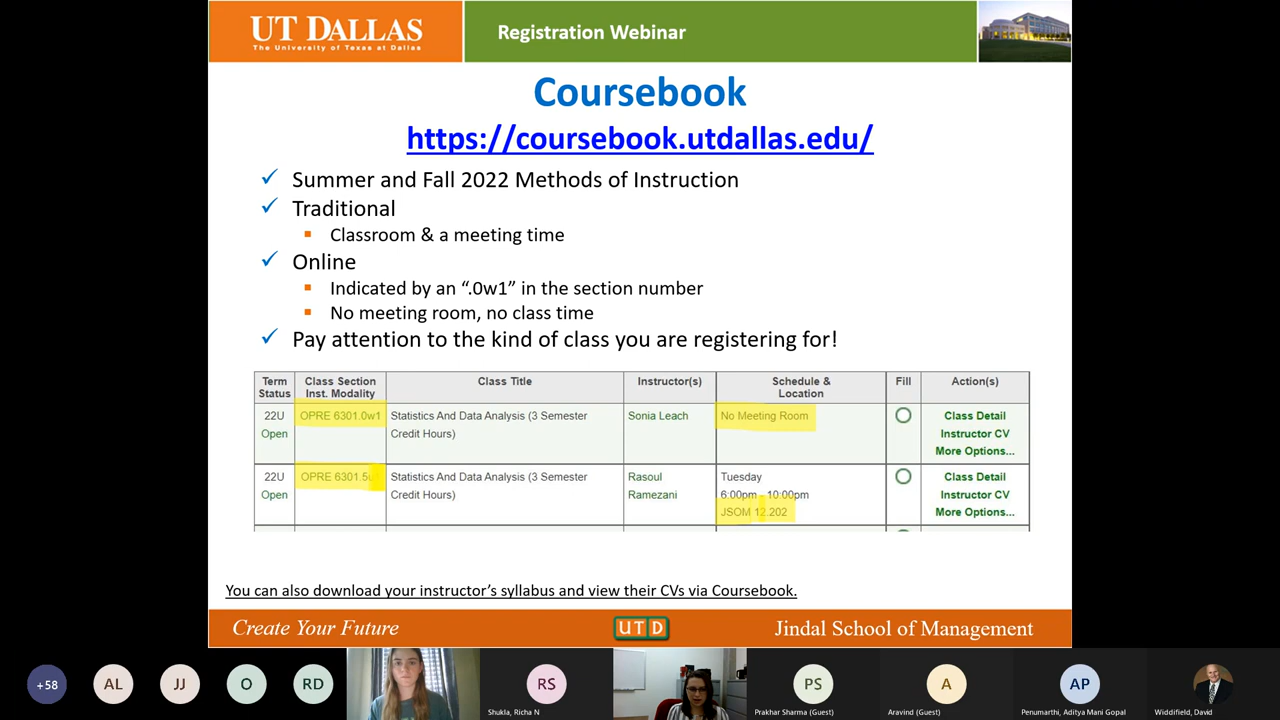 UT DALLAS
The University of Texas at Dallas
Registration Webinar
Coursebook
https://coursebook.utdallas.edu/
Summer and Fall 2022 Methods of Instruction
Traditional
Classroom & a meeting time
Online
Indicated by an “.0w1” in the section number
No meeting room, no class time
Pay attention to the kind of class you are registering for!
Term Status Class Section Inst. Modality Class Title Instructor(s) Schedule & Location Fill Action(s)
22U OPRE 6301.0w1 Statistics And Data Analysis (3 Semester Sonia Leach No Meeting Room Class Detail
Open Credit Hours) Instructor CV
More Options...
22U OPRE Statistics And Data Analysis (3 Semester Rasoul Tuesday Class Detail
Open Credit Hours) Ramezani 6:00pm - 10:00pm Instructor CV
JSOM 12.202 More Options...
You can also download your instructor’s syllabus and view their CVs via Coursebook.
Create Your Future UTD Jindal School of Management
+58 AL JJ O RD RS PS A AP
Shukla, Richa N Prakhar Sharma (Guest) Aravind (Guest) Penumarthi, Aditya Mani Gopal Widdifield, David